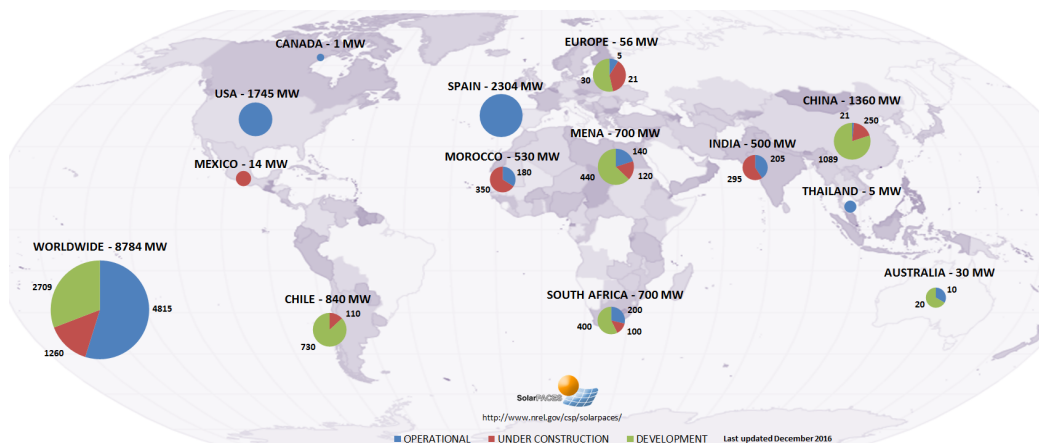 CANADA - 1 MW
EUROPE - 56 MW
5
30
21
USA - 1745 MW
SPAIN - 2304 MW
CHINA - 1360 MW
21
250
1089
MENA - 700 MW
140
440
120
INDIA - 500 MW
205
295
MOROCCO - 530 MW
180
350
MEXICO - 14 MW
THAILAND - 5 MW
WORLDWIDE - 8784 MW
2709
4815
1260
CHILE - 840 MW
110
730
SOUTH AFRICA - 700 MW
200
400
100
AUSTRALIA - 30 MW
10
20
SolarPACES
http://www.nrel.gov/csp/solarpaces/
OPERATIONAL UNDER CONSTRUCTION DEVELOPMENT Last updated December 2016